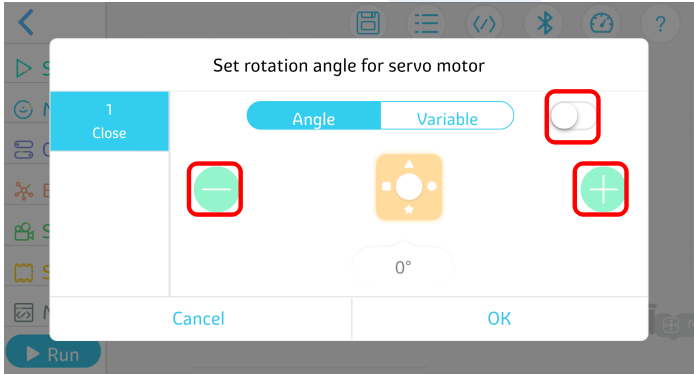 ?
Set rotation angle for servo motor
1
Close
Angle
Variable
0°
Cancel
OK
Run